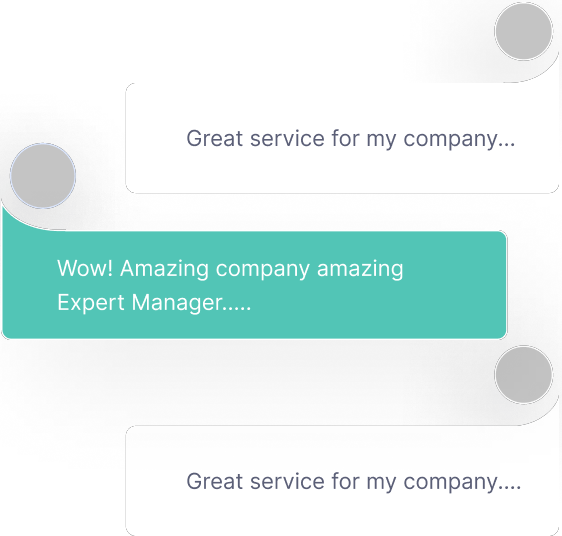 Great service for my company...
Wow! Amazing company amazing
Expert Manager.....
Great service for my company....